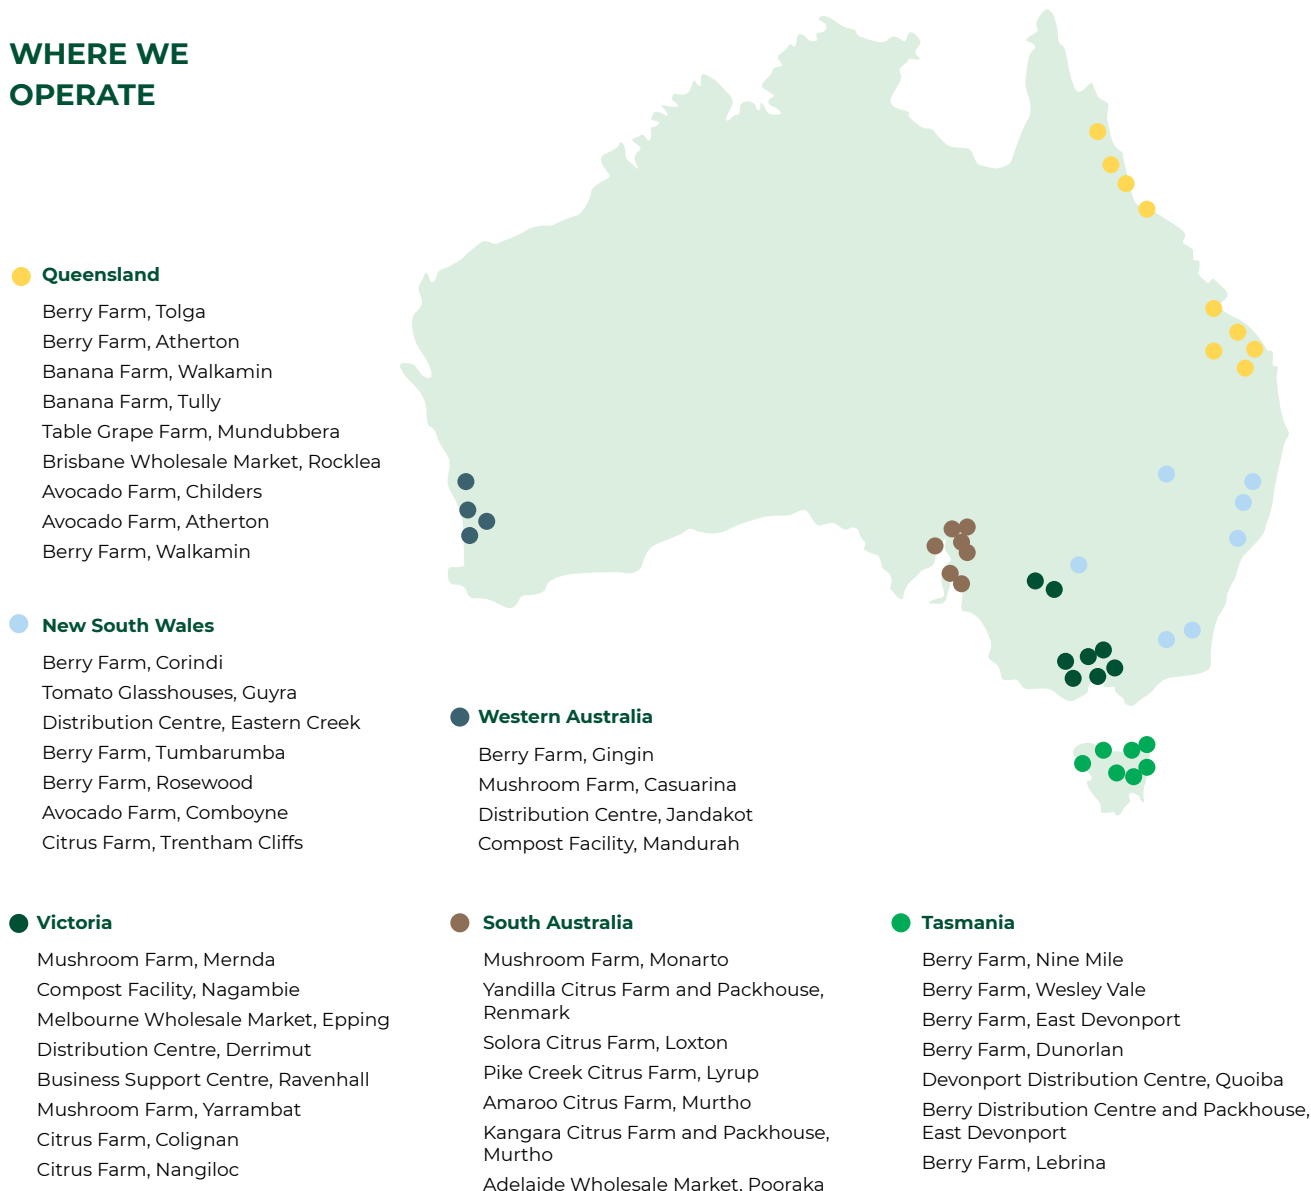 WHERE WE
OPERATE
Queensland
Berry Farm, Tolga
Berry Farm, Atherton
Banana Farm, Walkamin
Banana Farm, Tully
Table Grape Farm, Mundubbera
Brisbane Wholesale Market, Rocklea
Avocado Farm, Childers
Avocado Farm, Atherton
Berry Farm, Walkamin
New South Wales
Berry Farm, Corindi
Tomato Glasshouses, Guyra
Distribution Centre, Eastern Creek
Berry Farm, Tumbarumba
Berry Farm, Rosewood
Avocado Farm, Comboyne
Citrus Farm, Trentham Cliffs
Western Australia
Berry Farm, Gingin
Mushroom Farm, Casuarina
Distribution Centre, Jandakot
Compost Facility, Mandurah
Victoria
Mushroom Farm, Mernda
Compost Facility, Nagambie
Melbourne Wholesale Market, Epping
Distribution Centre, Derrimut
Business Support Centre, Ravenhall
Mushroom Farm, Yarrambat
Citrus Farm, Colignan
Citrus Farm, Nangiloc
South Australia
Mushroom Farm, Monarto
Yandilla Citrus Farm and Packhouse,
Renmark
Solora Citrus Farm, Loxton
Pike Creek Citrus Farm, Lyrup
Amaroo Citrus Farm, Murtho
Kangara Citrus Farm and Packhouse,
Murtho
Adelaide Wholesale Market, Pooraka
Tasmania
Berry Farm, Nine Mile
Berry Farm, Wesley Vale
Berry Farm, East Devonport
Berry Farm, Dunorlan
Devonport Distribution Centre, Quoiba
Berry Distribution Centre and Packhouse,
East Devonport
Berry Farm, Lebrina